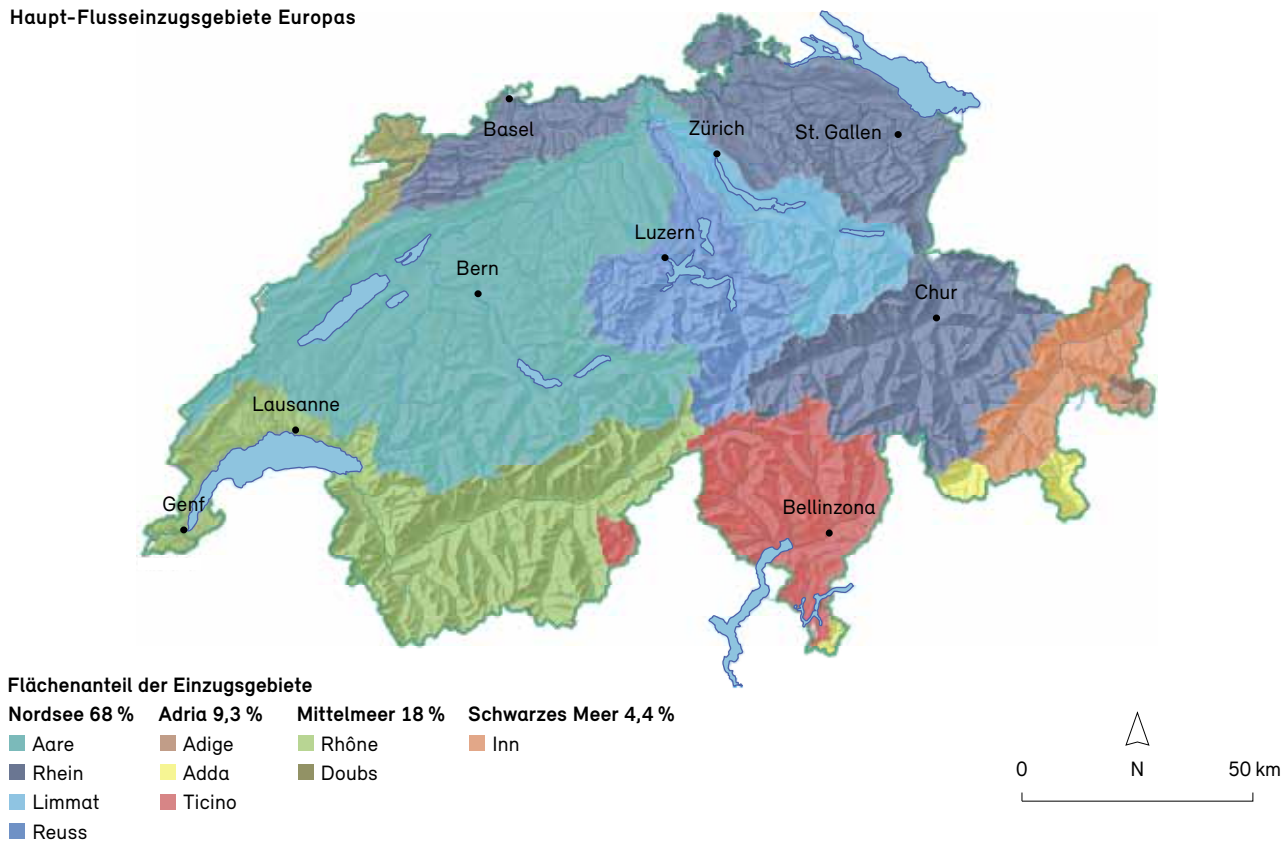 Haupt-Flusseinzugsgebiete Europas
Basel
Zürich
St. Gallen
Luzern
Bern
Chur
Lausanne
Genf
Bellinzona
Flächenanteil der Einzugsgebiete
Nordsee 68 %
Aare
Rhein
Limmat
Reuss
Adria 9,3 %
Adige
Adda
Ticino
Mittelmeer 18 %
Rhône
Doubs
Schwarzes Meer 4,4 %
Inn
0 N 50 km